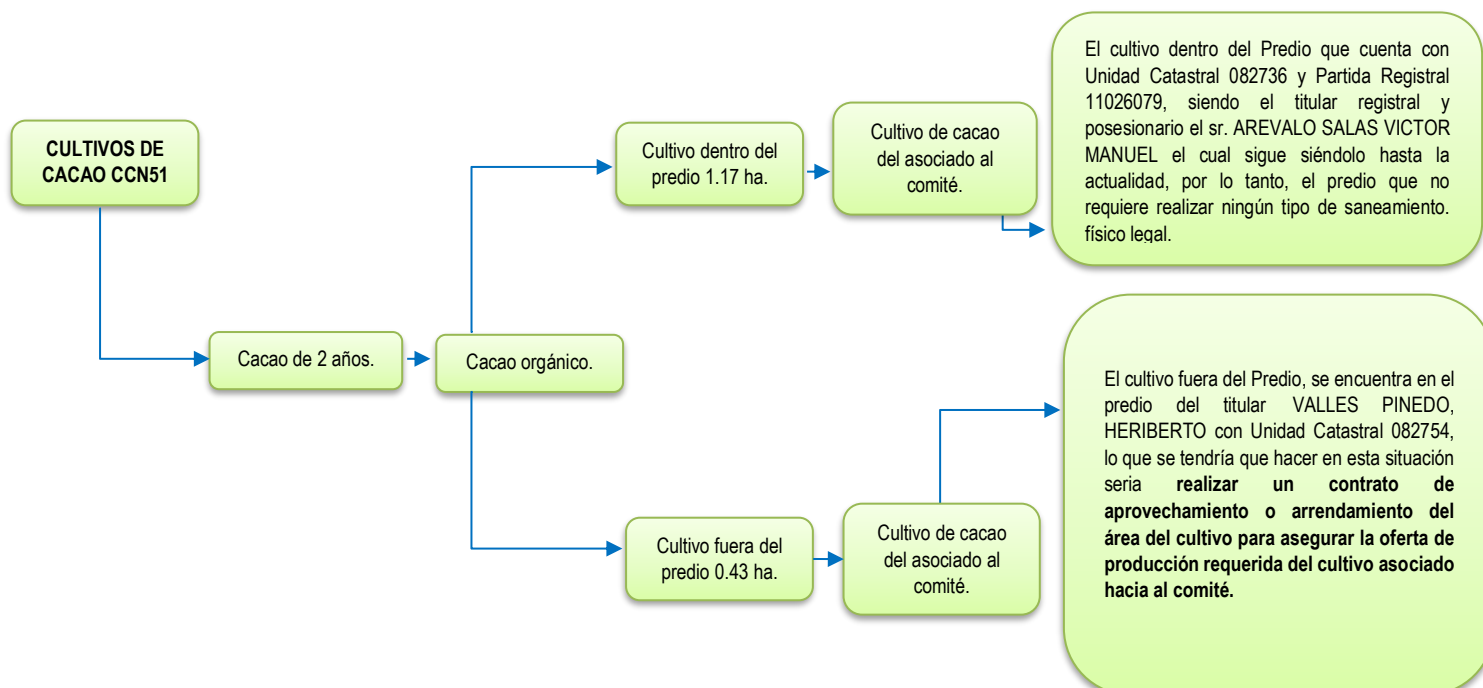 CULTIVOS DE
CACAO CCN51
Cacao de 2 años.
Cacao orgánico.
Cultivo dentro del
predio 1.17 ha.
Cultivo de cacao
del asociado al
comité.
El cultivo dentro del Predio que cuenta con
Unidad Catastral 082736 y Partida Registral
11026079, siendo el titular registral y
posesionario el sr. AREVALO SALAS VICTOR
MANUEL el cual sigue siéndolo hasta la
actualidad, por lo tanto, el predio que no
requiere realizar ningún tipo de saneamiento.
físico legal.
Cultivo fuera del
predio 0.43 ha.
Cultivo de cacao
del asociado al
comité.
El cultivo fuera del Predio, se encuentra en el
predio del titular VALLES PINEDO,
HERIBERTO con Unidad Catastral 082754,
lo que se tendría que hacer en esta situación
seria realizar un contrato de
aprovechamiento o arrendamiento del
área del cultivo para asegurar la oferta de
producción requerida del cultivo asociado
hacia al comité.